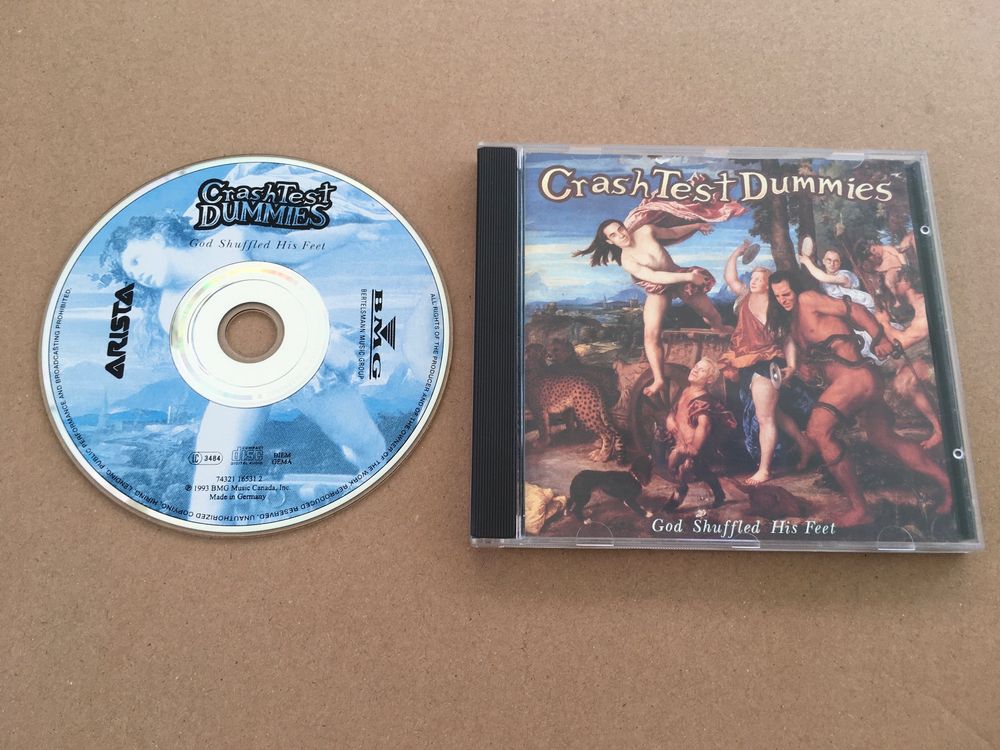 Crash Test
DUMMIES
God Shuffled His Feet
ARISTA
BMG
BERTELSMANN MUSIC GROUP
LC 3484
COMPACT
disc
DIGITAL AUDIO
BIEM
GEMA
74321 16531 2
℗ 1993 BMG Music Canada, Inc.
Made in Germany
ALL RIGHTS OF THE PRODUCER AND OF THE OWNER OF THE WORK REPRODUCED RESERVED. UNAUTHORIZED COPYING, HIRING, LENDING, PUBLIC PERFORMANCE AND BROADCASTING PROHIBITED.
Crash Test Dummies
God Shuffled His Feet